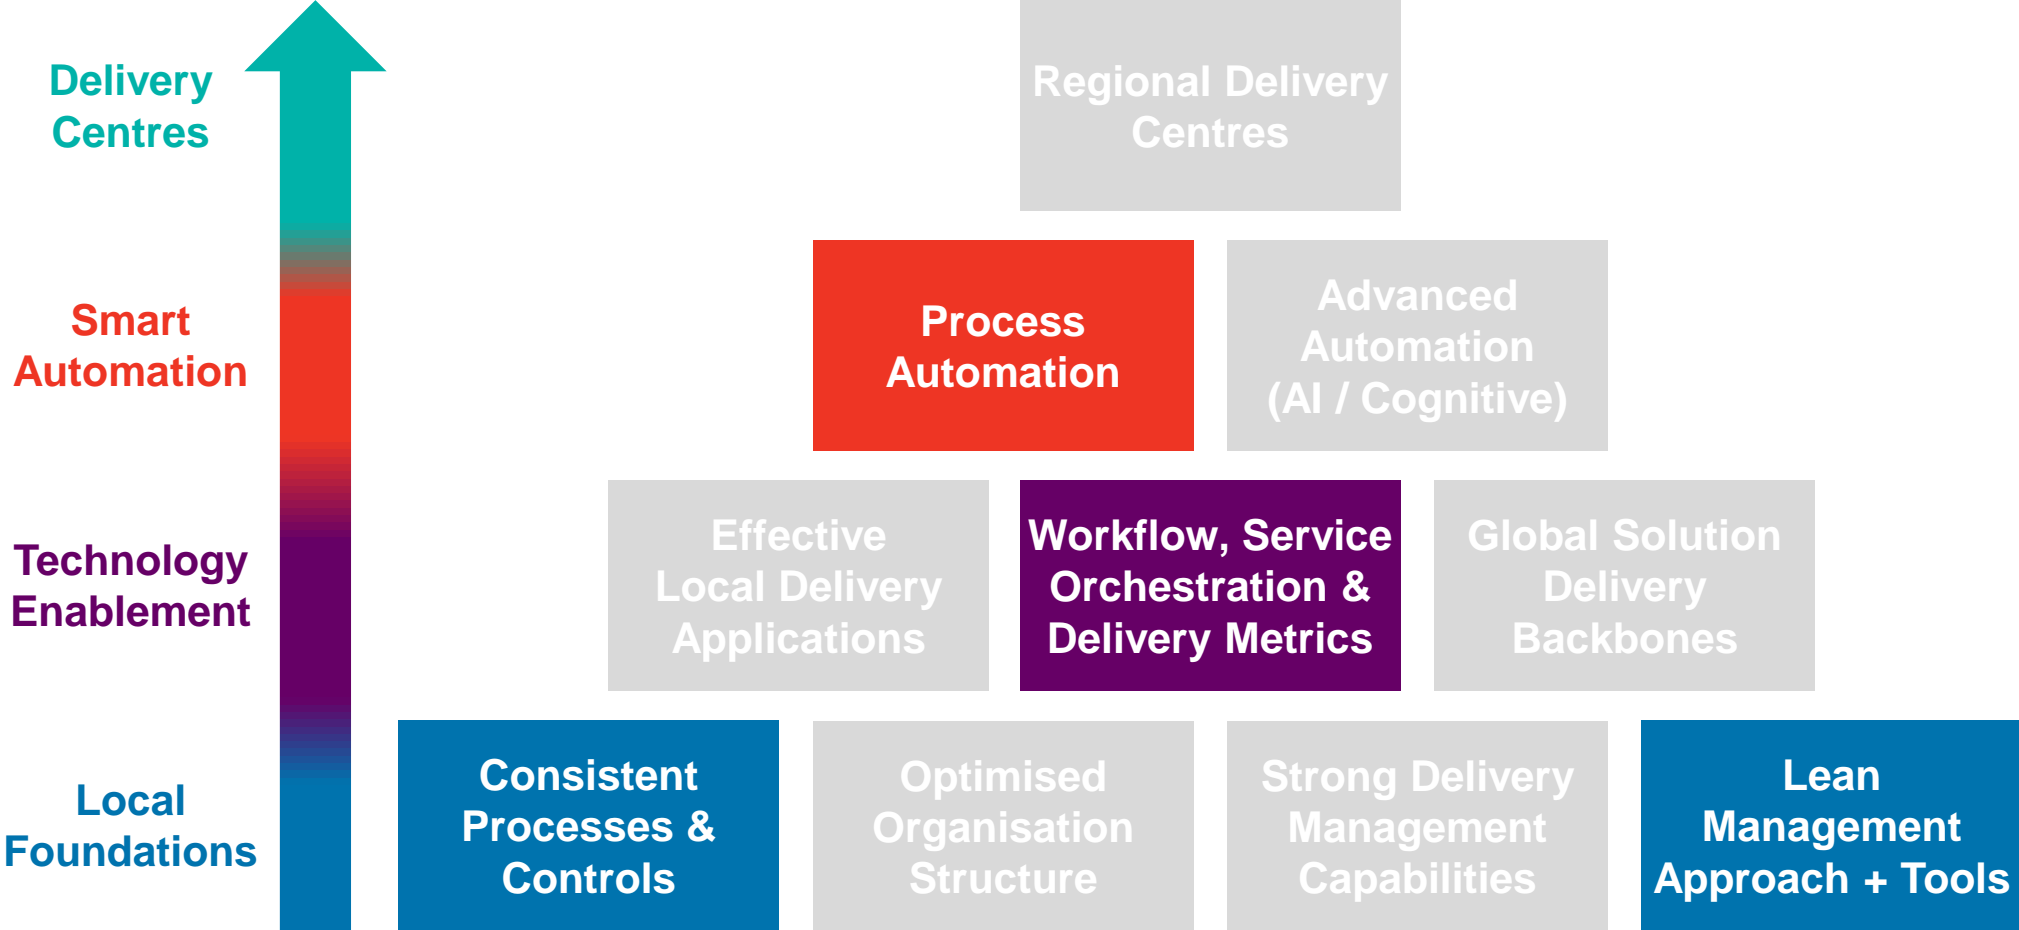 Delivery
Centres
Regional Delivery
Centres
Smart
Automation
Process
Automation
Advanced
Automation
(AI / Cognitive)
Technology
Enablement
Effective
Local Delivery
Applications
Workflow, Service
Orchestration &
Delivery Metrics
Global Solution
Delivery
Backbones
Local
Foundations
Consistent
Processes &
Controls
Optimised
Organisation
Structure
Strong Delivery
Management
Capabilities
Lean
Management
Approach + Tools